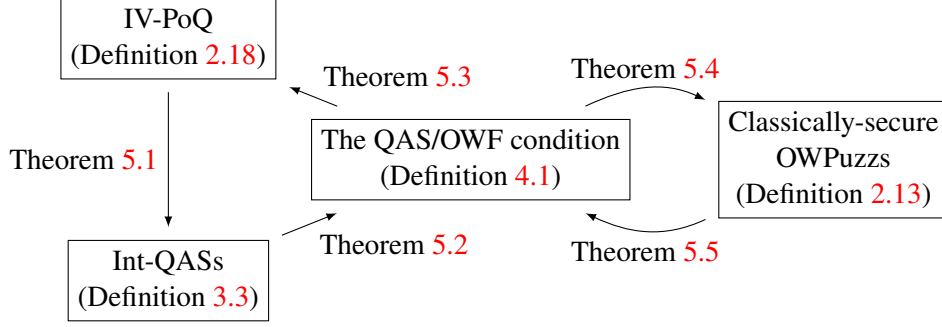 IV-PoQ
(Definition 2.18)
Theorem 5.3
Theorem 5.4
Theorem 5.1
The QAS/OWF condition
(Definition 4.1)
Classically-secure
OWPuzzs
(Definition 2.13)
Theorem 5.2
Theorem 5.5
Int-QASs
(Definition 3.3)